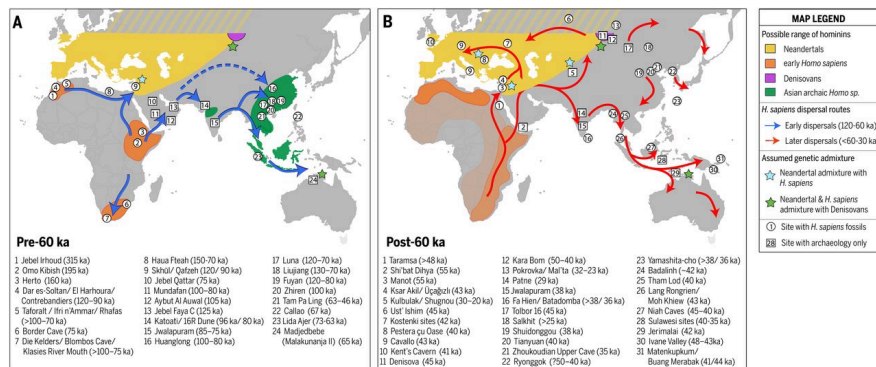 A
Pre-60 ka
1 Jebel Irhoud (315 ka)
2 Omo Kibish (195 ka)
3 Herto (160 ka)
4 Dar es-Soltan/ El Harhoura/
Contrebandiers (120–90 ka)
5 Taforalt/ Ifri n'Ammar/ Rhafas
(>100–70 ka)
6 Border Cave (75 ka)
7 Die Kelders/ Blombos Cave/
Klasies River Mouth (>100–75 ka)
8 Haua Fteah (150-70 ka)
9 Skhūl/ Qafzeh (120/ 90 ka)
10 Jebel Qattar (75 ka)
11 Mundafan (100–80 ka)
12 Aybut Al Auwal (105 ka)
13 Jebel Faya C (125 ka)
14 Katoati/ 16R Dune (96 ka/ 80 ka)
15 Jwalapuram (85–75 ka)
16 Huanglong (100–80 ka)
17 Luna (120–70 ka)
18 Liujiang (130–70 ka)
19 Fuyan (120–80 ka)
20 Zhiren (100 ka)
21 Tam Pa Ling (63–46 ka)
22 Callao (67 ka)
23 Lida Ajer (73-63 ka)
24 Madjedbebe
(Malakunanja II) (65 ka)
B
Post-60 ka
1 Taramsa (>48 ka)
2 Shi'bat Dihya (55 ka)
3 Manot (55 ka)
4 Ksar Akil/ Üçağızlı (43 ka)
5 Kulbulak/ Shugnou (30–20 ka)
6 Ust' Ishim (45 ka)
7 Kostenki sites (42 ka)
8 Pestera çu Oase (40 ka)
9 Cavallo (43 ka)
10 Kent's Cavern (41 ka)
11 Denisova (45 ka)
12 Kara Bom (50–40 ka)
13 Pokrovka/ Mal'ta (32–23 ka)
14 Patne (29 ka)
15 Jwalapuram (38 ka)
16 Fa Hien/ Batadomba (>38/ 36 ka)
17 Tolbor 16 (45 ka)
18 Salkhit (>25 ka)
19 Shuidonggou (38 ka)
20 Tianyuan (40 ka)
21 Zhoukoudian Upper Cave (35 ka)
22 Ryonggok (?50–40 ka)
23 Yamashita-cho (>38/ 36 ka)
24 Badalinh (~42 ka)
25 Tham Lod (40 ka)
26 Lang Rongrien/
Moh Khiew (43 ka)
27 Niah Caves (45–40 ka)
28 Sulawesi sites (40-35 ka)
29 Jerimalai (42 ka)
30 Ivane Valley (48–43ka)
31 Matenkupkum/
Buang Merabak (41/44 ka)
MAP LEGEND
Possible range of hominins
Neandertals
early Homo sapiens
Denisovans
Asian archaic Homo sp.
H. sapiens dispersal routes
Early dispersals (120-60 ka)
Later dispersals (<60-30 ka)
Assumed genetic admixture
Neandertal admixture with
H. sapiens
Neandertal & H. sapiens
admixture with Denisovans
1 Site with H. sapiens fossils
28 Site with archaeology only